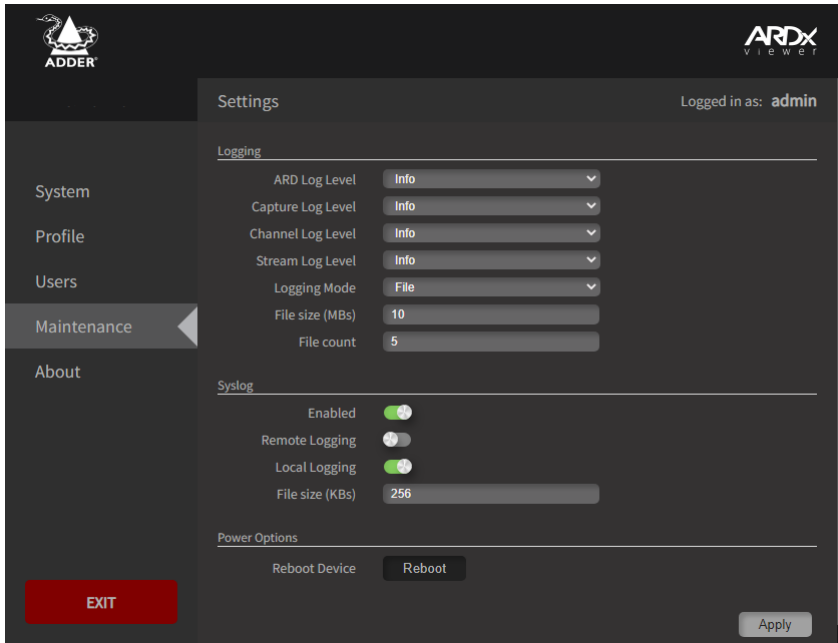 ADDER®
ARDx
viewer
Settings
Logged in as: admin
System
Profile
Users
Maintenance
About
EXIT
Logging
ARD Log Level Info
Capture Log Level Info
Channel Log Level Info
Stream Log Level Info
Logging Mode File
File size (MBs) 10
File count 5
Syslog
Enabled
Remote Logging
Local Logging
File size (KBs) 256
Power Options
Reboot Device Reboot
Apply